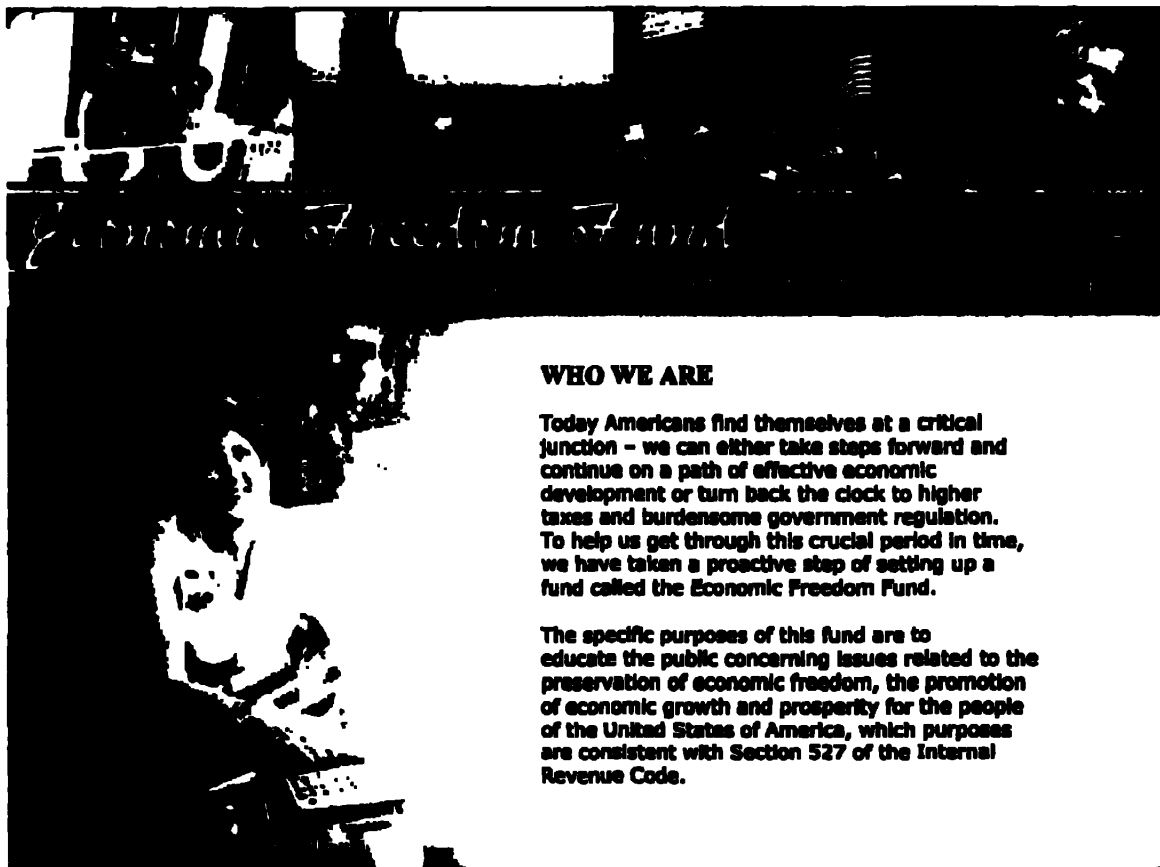 Economic Freedom Fund
WHO WE ARE
Today Americans find themselves at a critical
junction – we can either take steps forward and
continue on a path of effective economic
development or turn back the clock to higher
taxes and burdensome government regulation.
To help us get through this crucial period in time,
we have taken a proactive step of setting up a
fund called the Economic Freedom Fund.
The specific purposes of this fund are to
educate the public concerning issues related to the
preservation of economic freedom, the promotion
of economic growth and prosperity for the people
of the United States of America, which purposes
are consistent with Section 527 of the Internal
Revenue Code.